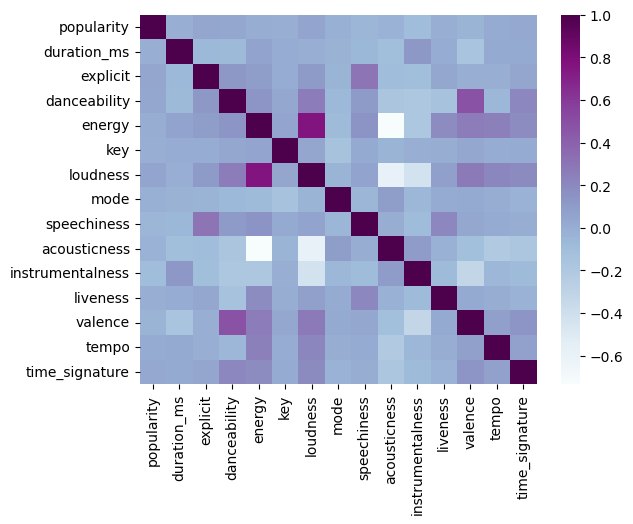 popularity
duration_ms
explicit
danceability
energy
key
loudness
mode
speechiness
acousticness
instrumentalness
liveness
valence
tempo
time_signature
popularity
duration_ms
explicit
danceability
energy
key
loudness
mode
speechiness
acousticness
instrumentalness
liveness
valence
tempo
time_signature
1.0
0.8
0.6
0.4
0.2
0.0
−0.2
−0.4
−0.6